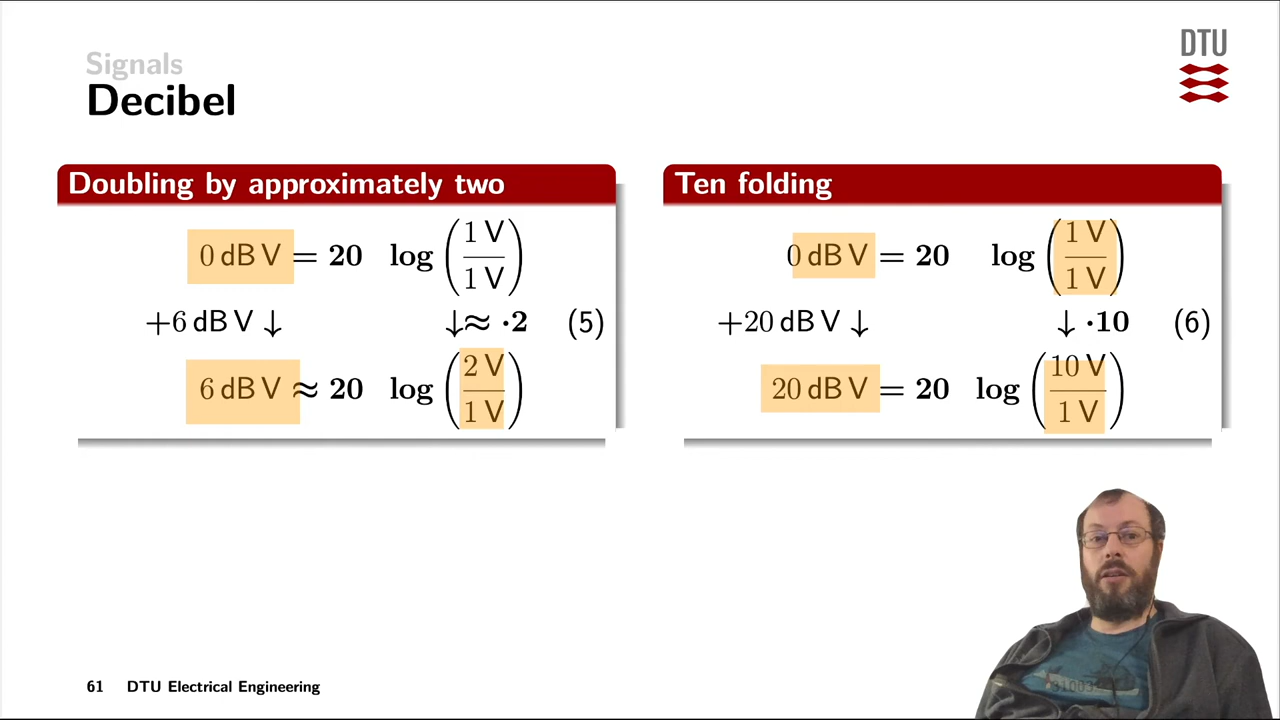 Signals
Decibel
DTU
Doubling by approximately two
0 dB V = 20 log (1 V / 1 V)
+6 dB V ↓ ↓≈ ·2 (5)
6 dB V ≈ 20 log (2 V / 1 V)
Ten folding
0 dB V = 20 log (1 V / 1 V)
+20 dB V ↓ ↓ ·10 (6)
20 dB V = 20 log (10 V / 1 V)
61 DTU Electrical Engineering